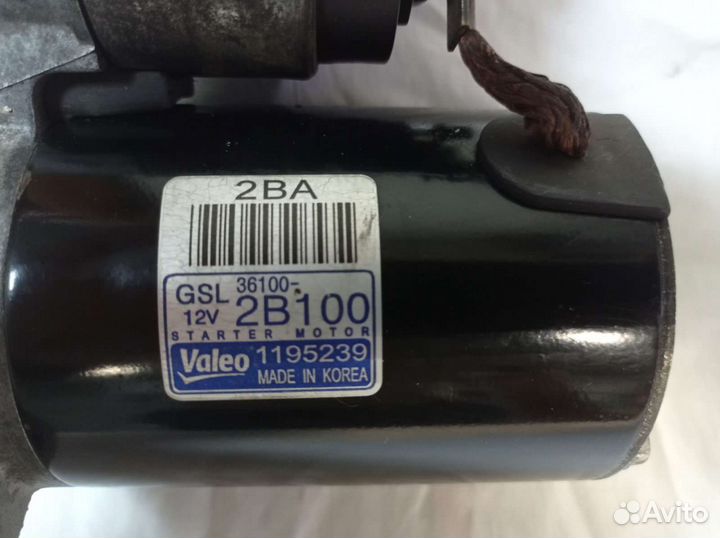 2BA
GSL 36100-
12V 2B100
STARTER MOTOR
Valeo 1195239
MADE IN KOREA
Avito